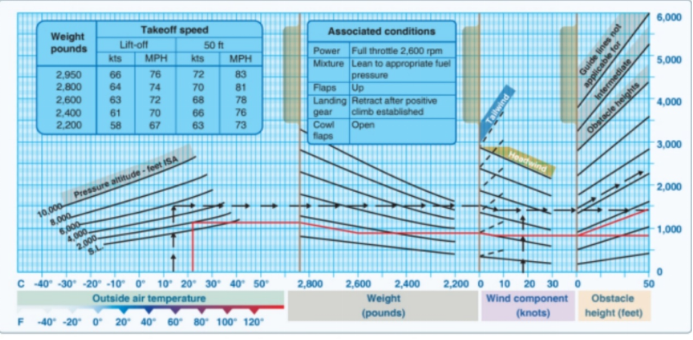 Weight pounds
Takeoff speed
Lift-off 50 ft
kts MPH kts MPH
2,950 66 76 72 83
2,800 64 74 70 81
2,600 63 72 68 78
2,400 61 70 66 76
2,200 58 67 63 73
Associated conditions
Power Full throttle 2,600 rpm
Mixture Lean to appropriate fuel
pressure
Flaps Up
Landing gear Retract after positive
climb established
Cowl flaps Open
Guide lines not
applicable for
intermediate
Obstacle heights
Tailwind
Headwind
Pressure altitude - feet ISA
10,000
8,000
6,000
4,000
2,000
S.L.
6,000
5,000
4,000
3,000
2,000
1,000
0
C -40° -30° -20° -10° 0° 10° 20° 30° 40° 50° 2,800 2,600 2,400 2,200 0 10 20 30 0 50
Outside air temperature
Weight
(pounds)
Wind component
(knots)
Obstacle
height (feet)
F -40° -20° 0° 20° 40° 60° 80° 100° 120°